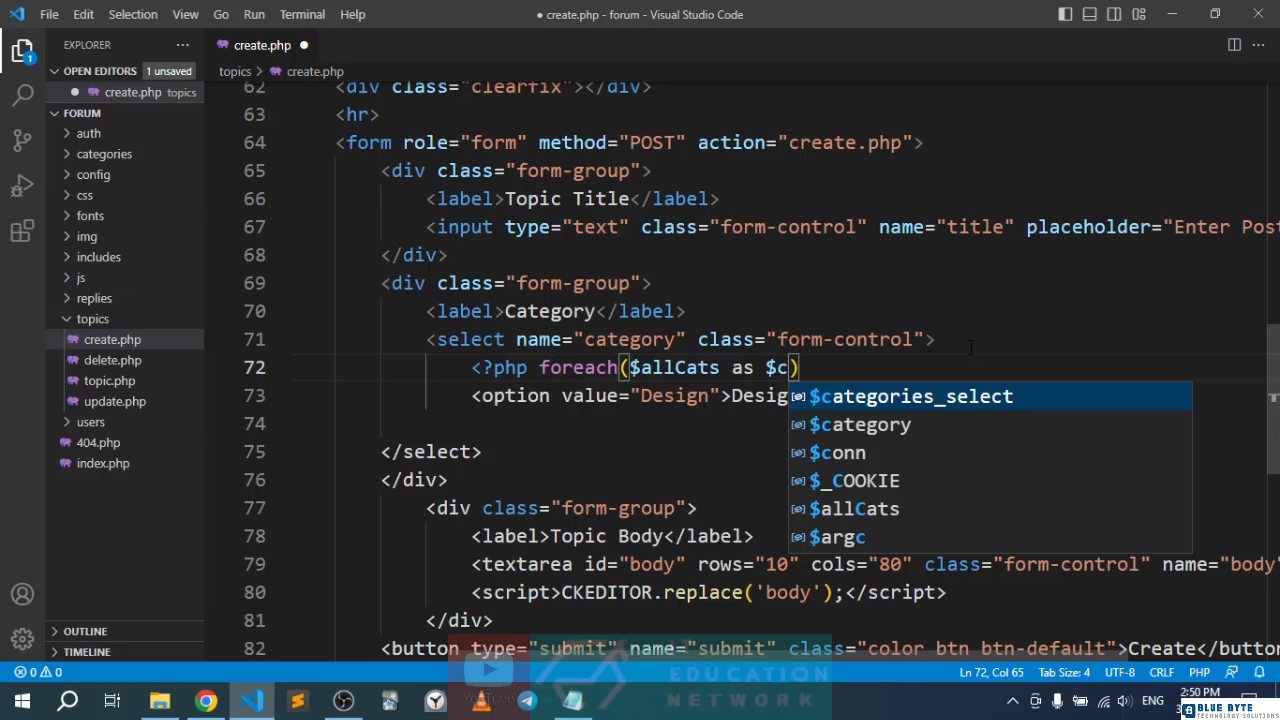 File Edit Selection View Go Run Terminal Help
● create.php - forum - Visual Studio Code
EXPLORER
OPEN EDITORS 1 unsaved
create.php topics
FORUM
auth
categories
config
css
fonts
img
includes
js
replies
topics
create.php
delete.php
topic.php
update.php
users
404.php
index.php
OUTLINE
TIMELINE
1
create.php
topics > create.php
62 <div class="clearfix"></div>
63 <hr>
64 <form role="form" method="POST" action="create.php">
65 <div class="form-group">
66 <label>Topic Title</label>
67 <input type="text" class="form-control" name="title" placeholder="Enter Pos
68 </div>
69 <div class="form-group">
70 <label>Category</label>
71 <select name="category" class="form-control">
72 <?php foreach($allCats as $c)
73 <option value="Design">Desig
74
75 </select>
76 </div>
77 <div class="form-group">
78 <label>Topic Body</label>
79 <textarea id="body" rows="10" cols="80" class="form-control" name="body"
80 <script>CKEDITOR.replace('body');</script>
81 </div>
82 <button type="submit" name="submit" class="color btn btn-default">Create</button
$categories_select
$category
$conn
$_COOKIE
$allCats
$argc
0 0
Ln 72, Col 65 Tab Size: 4 UTF-8 CRLF PHP
EDUCATION
NETWORK
YouTube
ENG
2:50 PM
BLUE BYTE
TECHNOLOGY SOLUTIONS